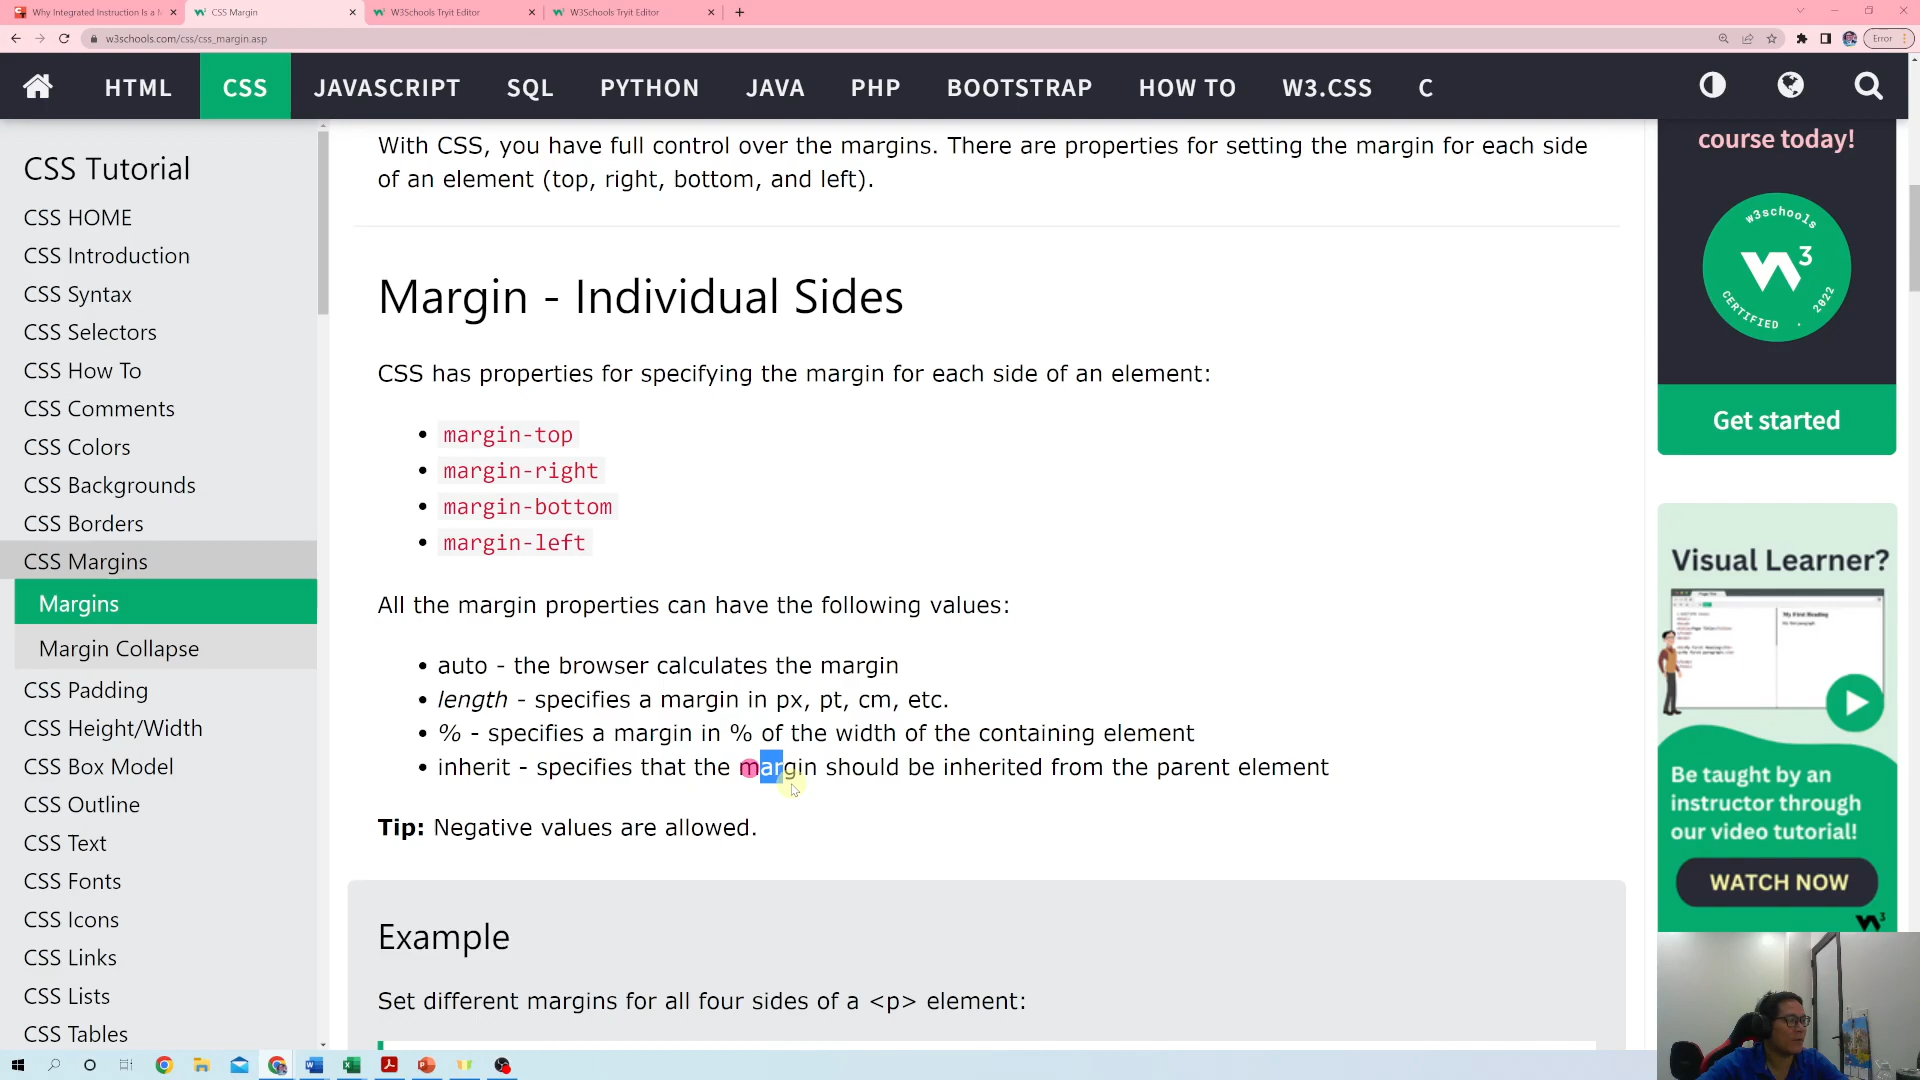 Why Integrated Instruction Is a M
CSS Margin
W3Schools Tryit Editor
W3Schools Tryit Editor
w3schools.com/css/css_margin.asp
Error
HTML
CSS
JAVASCRIPT
SQL
PYTHON
JAVA
PHP
BOOTSTRAP
HOW TO
W3.CSS
C
CSS Tutorial
CSS HOME
CSS Introduction
CSS Syntax
CSS Selectors
CSS How To
CSS Comments
CSS Colors
CSS Backgrounds
CSS Borders
CSS Margins
Margins
Margin Collapse
CSS Padding
CSS Height/Width
CSS Box Model
CSS Outline
CSS Text
CSS Fonts
CSS Icons
CSS Links
CSS Lists
CSS Tables
With CSS, you have full control over the margins. There are properties for setting the margin for each side
of an element (top, right, bottom, and left).
Margin - Individual Sides
CSS has properties for specifying the margin for each side of an element:
• margin-top
• margin-right
• margin-bottom
• margin-left
All the margin properties can have the following values:
• auto - the browser calculates the margin
• length - specifies a margin in px, pt, cm, etc.
• % - specifies a margin in % of the width of the containing element
• inherit - specifies that the margin should be inherited from the parent element
Tip: Negative values are allowed.
Example
Set different margins for all four sides of a <p> element:
course today!
w3schools
W3
CERTIFIED . 2022
Get started
Visual Learner?
My First Heading
Be taught by an
instructor through
our video tutorial!
WATCH NOW